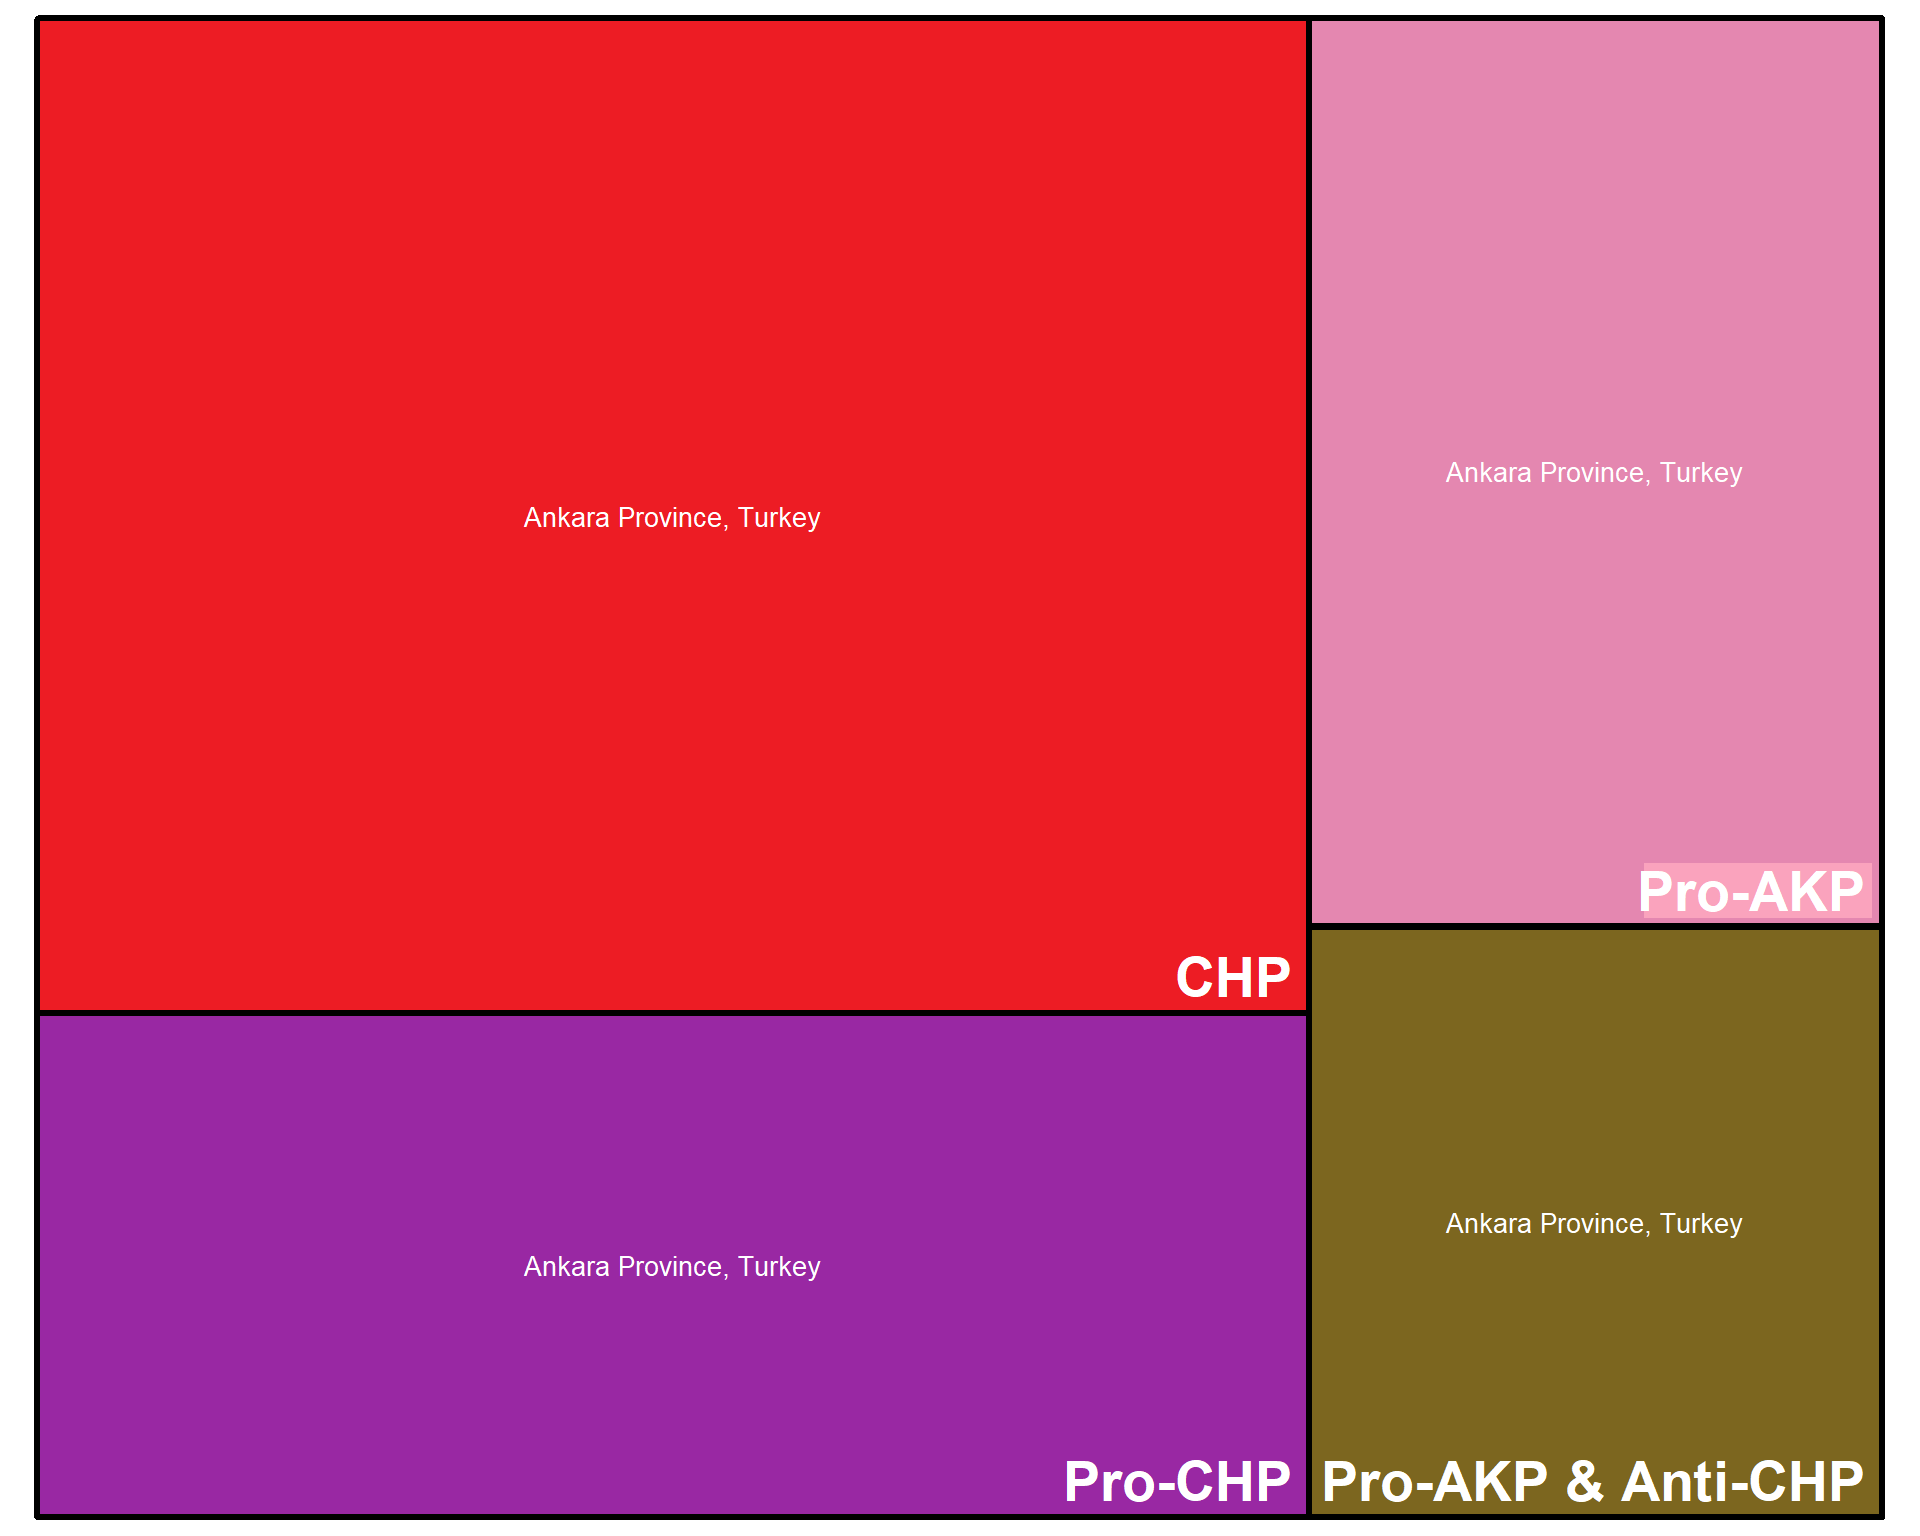 Ankara Province, Turkey
CHP
Ankara Province, Turkey
Pro-AKP
Ankara Province, Turkey
Pro-CHP
Ankara Province, Turkey
Pro-AKP & Anti-CHP